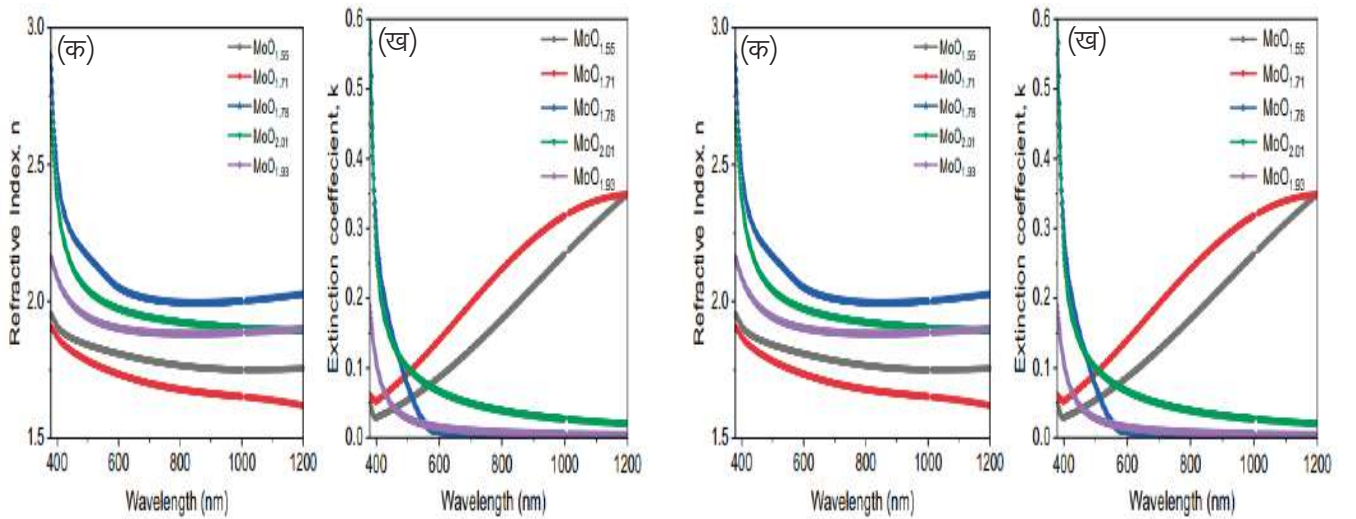 (क)
3.0
2.5
2.0
1.5
Refractive Index, n
MoO1.55
MoO1.71
MoO1.78
MoO2.01
MoO1.93
400 600 800 1000 1200
Wavelength (nm)
(ख)
0.6
0.5
0.4
0.3
0.2
0.1
0.0
Extinction coeffecient, k
MoO1.55
MoO1.71
MoO1.78
MoO2.01
MoO1.93
400 600 800 1000 1200
Wavelength (nm)
(क)
3.0
2.5
2.0
1.5
Refractive Index, n
MoO1.55
MoO1.71
MoO1.78
MoO2.01
MoO1.93
400 600 800 1000 1200
Wavelength (nm)
(ख)
0.6
0.5
0.4
0.3
0.2
0.1
0.0
Extinction coeffecient, k
MoO1.55
MoO1.71
MoO1.78
MoO2.01
MoO1.93
400 600 800 1000 1200
Wavelength (nm)